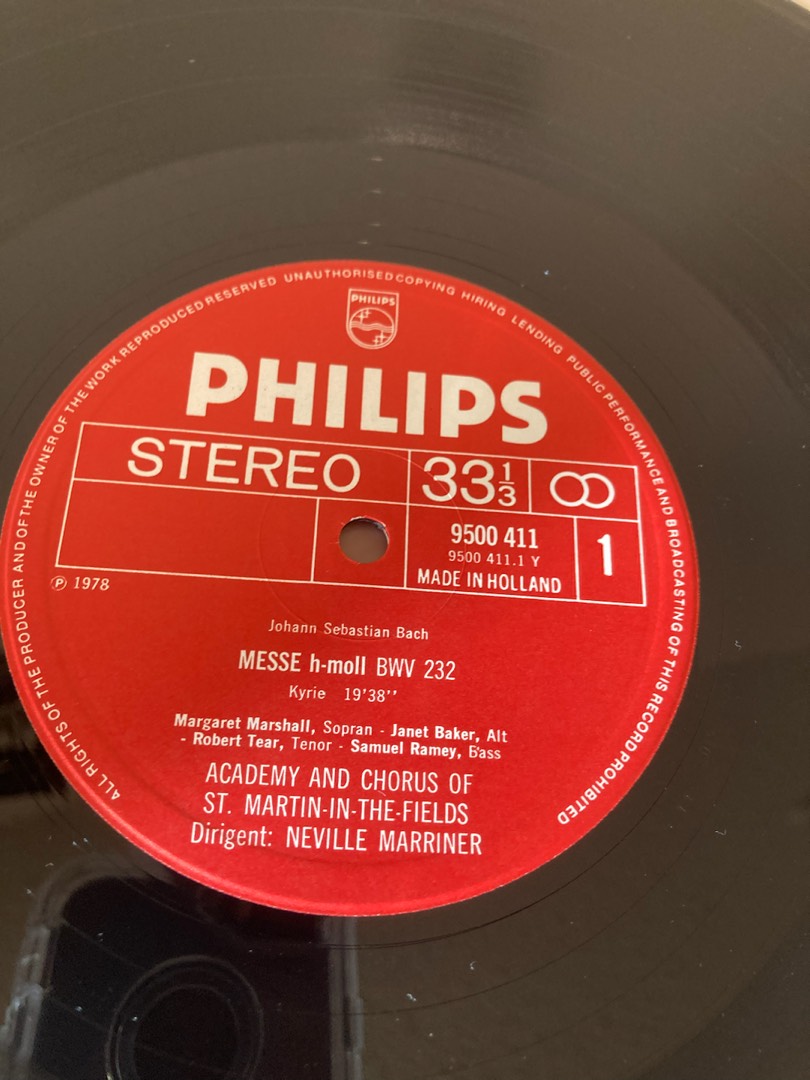 ALL RIGHTS OF THE PRODUCER AND OF THE OWNER OF THE WORK REPRODUCED RESERVED UNAUTHORISED COPYING HIRING LENDING PUBLIC PERFORMANCE AND BROADCASTING OF THIS RECORD PROHIBITED
PHILIPS
PHILIPS
STEREO 33 1/3
9500 411
9500 411.1 Y
MADE IN HOLLAND
1
Ⓟ 1978
Johann Sebastian Bach
MESSE h-moll BWV 232
Kyrie 19'38''
Margaret Marshall, Sopran - Janet Baker, Alt
- Robert Tear, Tenor - Samuel Ramey, Bass
ACADEMY AND CHORUS OF
ST. MARTIN-IN-THE-FIELDS
Dirigent: NEVILLE MARRINER